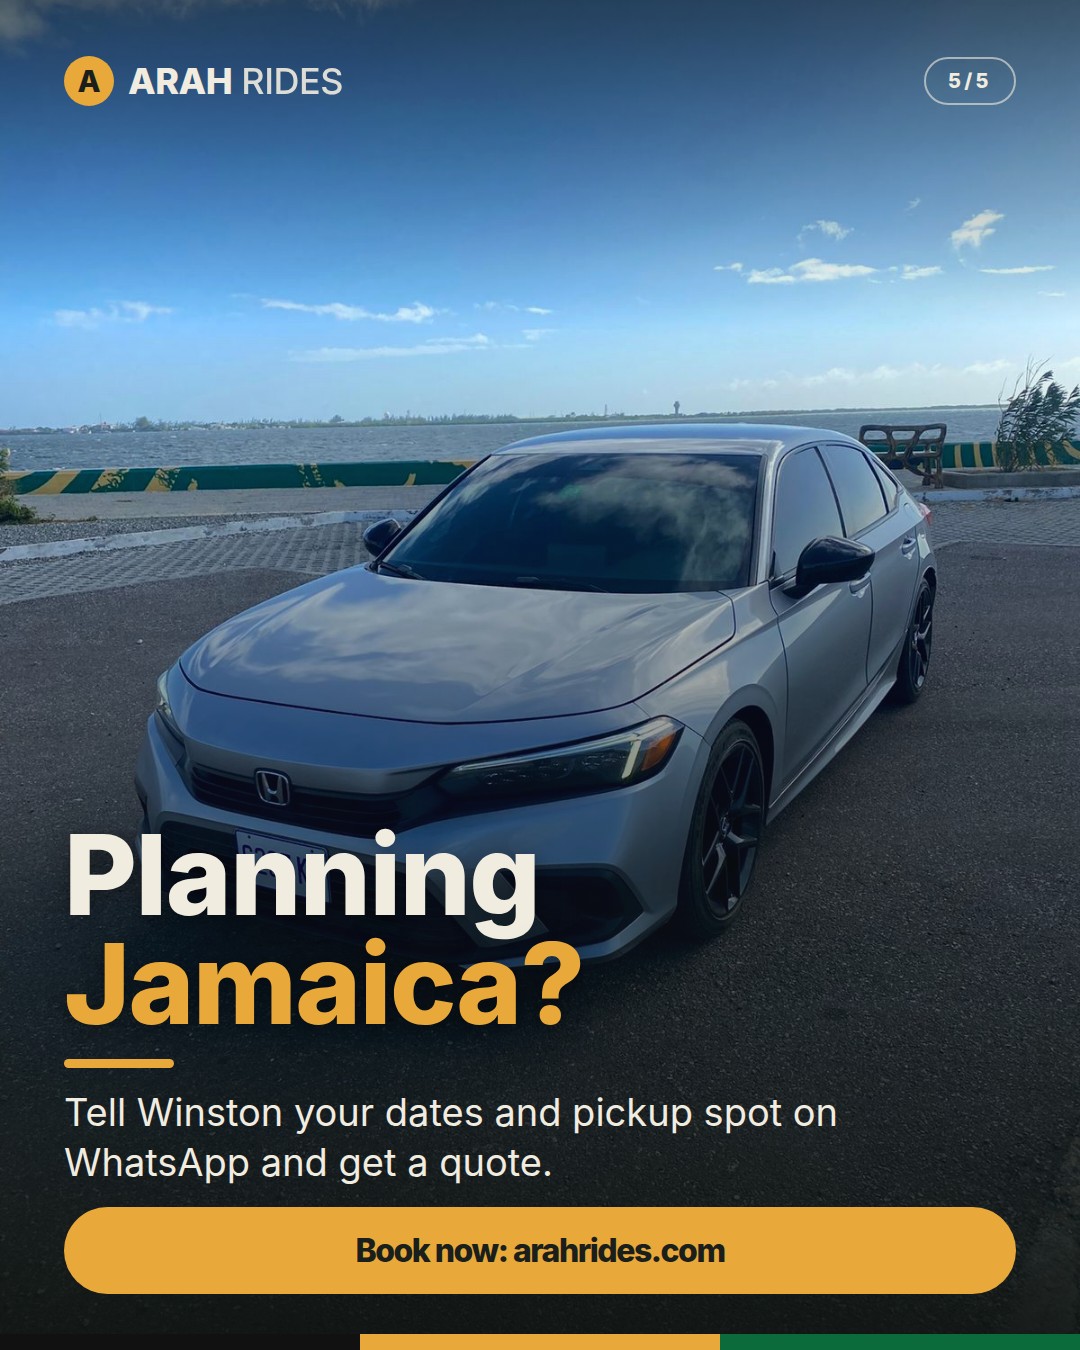 A ARAH RIDES
5/5
Planning
Jamaica?
Tell Winston your dates and pickup spot on
WhatsApp and get a quote.
Book now: arahrides.com